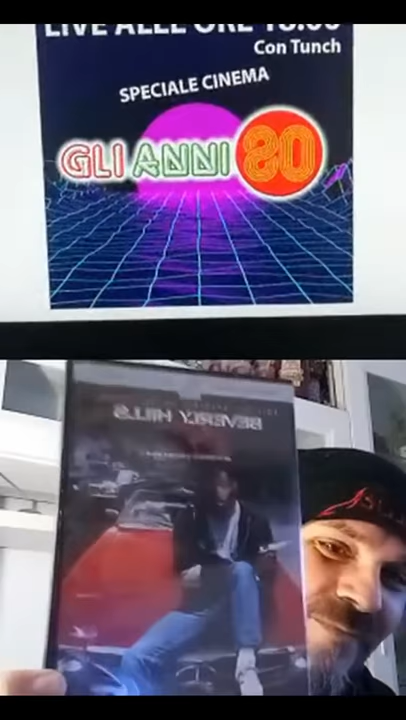 LIVE ALLE ORE 18.00
Con Tunch
SPECIALE CINEMA
GLI ANNI 80
BEVERLY HILLS